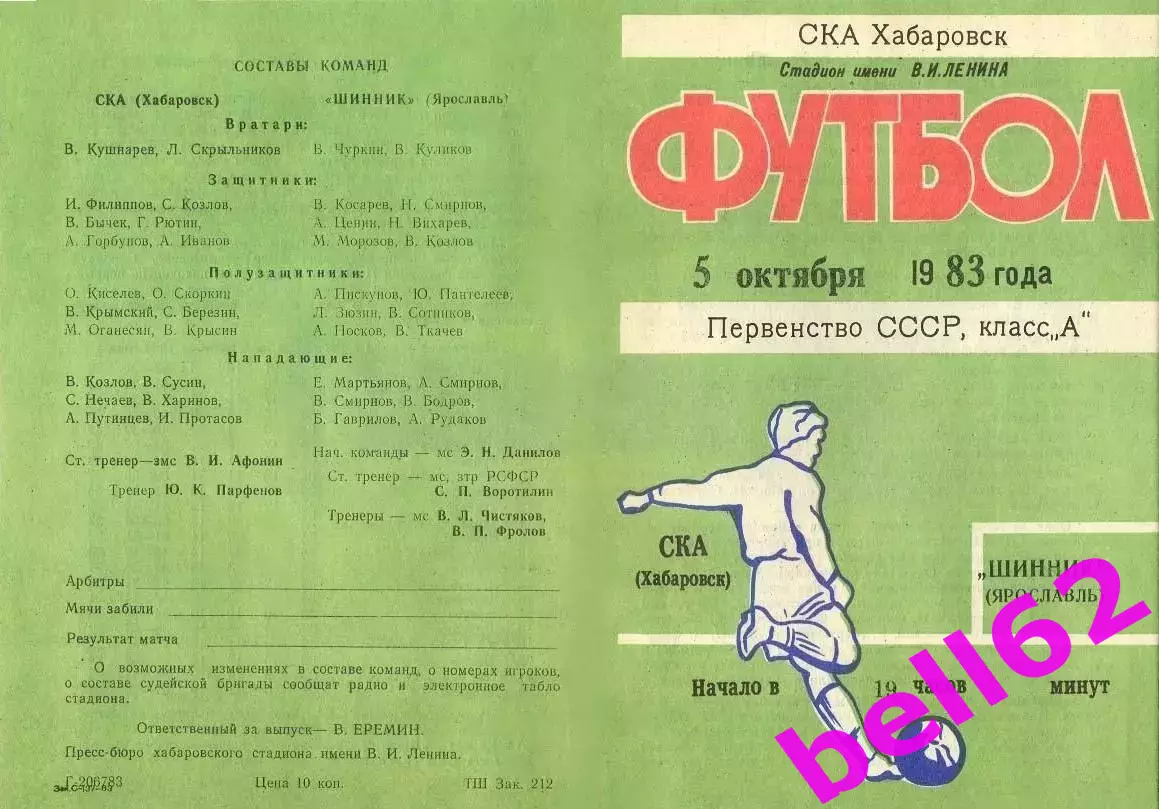 СОСТАВЫ КОМАНД
СКА (Хабаровск) «ШИННИК» (Ярославль)
Вратари:
В. Кушнарев, Л. Скрыльников В. Чуркин, В. Куликов
Защитники:
И. Филиппов, С. Козлов, В. Косарев, Н. Смирнов,
В. Бычек, Г. Рютин, А. Ценин, Н. Вихарев,
А. Горбунов, А. Иванов М. Морозов, В. Козлов
Полузащитники:
О. Киселев, О. Скоркин А. Пискунов, Ю. Пантелеев,
В. Крымский, С. Березин, Л. Зюзин, В. Сотников,
М. Оганесян, В. Крысин А. Носков, В. Ткачев
Нападающие:
В. Козлов, В. Сусин, Е. Мартьянов, А. Смирнов,
С. Нечаев, В. Харинов, В. Смирнов, В. Бодров,
А. Путинцев, И. Протасов Б. Гаврилов, А. Рудаков
Ст. тренер—змс В. И. Афонин
Тренер Ю. К. Парфенов
Нач. команды — мс Э. Н. Данилов
Ст. тренер — мс, зтр РСФСР
С. П. Воротилин
Тренеры — мс В. Л. Чистяков,
В. П. Фролов
Арбитры
Мячи забили
Результат матча
О возможных изменениях в составе команд, о номерах игроков,
о составе судейской бригады сообщат радио и электронное табло
стадиона.
Ответственный за выпуск— В. ЕРЕМИН.
Пресс-бюро хабаровского стадиона имени В. И. Ленина.
Г-206783 Цена 10 коп. ТШ Зак. 212
СКА Хабаровск
Стадион имени В.И.ЛЕНИНА
ФУТБОЛ
5 октября 1983 года
Первенство СССР, класс„А"
СКА
(Хабаровск)
„ШИННИК
(ЯРОСЛАВЛЬ)
Начало в 19 часов минут
bell62